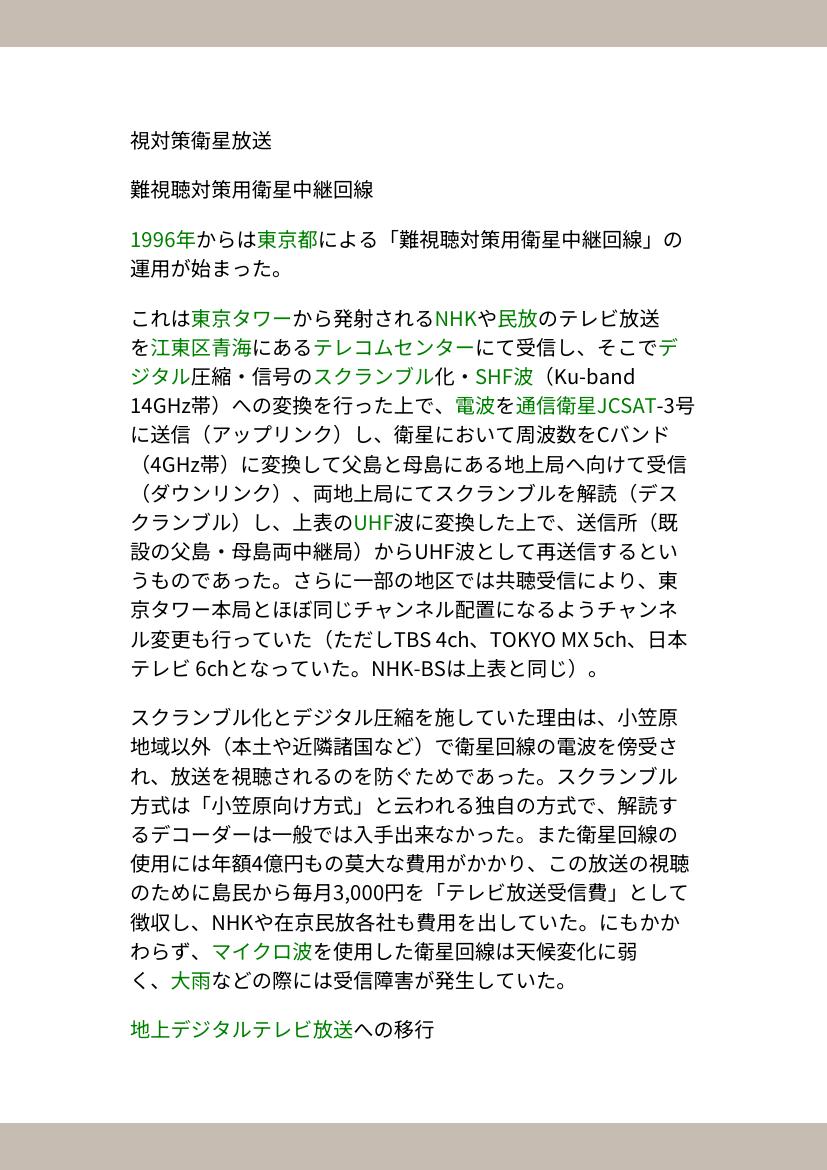 視対策衛星放送
難視聴対策用衛星中継回線
1996年からは東京都による「難視聴対策用衛星中継回線」の
運用が始まった。
これは東京タワーから発射されるNHKや民放のテレビ放送
を江東区青海にあるテレコムセンターにて受信し、そこでデ
ジタル圧縮・信号のスクランブル化・SHF波（Ku-band
14GHz帯）への変換を行った上で、電波を通信衛星JCSAT-3号
に送信（アップリンク）し、衛星において周波数をCバンド
（4GHz帯）に変換して父島と母島にある地上局へ向けて受信
（ダウンリンク）、両地上局にてスクランブルを解読（デス
クランブル）し、上表のUHF波に変換した上で、送信所（既
設の父島・母島両中継局）からUHF波として再送信するとい
うものであった。さらに一部の地区では共聴受信により、東
京タワー本局とほぼ同じチャンネル配置になるようチャンネ
ル変更も行っていた（ただしTBS 4ch、TOKYO MX 5ch、日本
テレビ 6chとなっていた。NHK-BSは上表と同じ）。
スクランブル化とデジタル圧縮を施していた理由は、小笠原
地域以外（本土や近隣諸国など）で衛星回線の電波を傍受さ
れ、放送を視聴されるのを防ぐためであった。スクランブル
方式は「小笠原向け方式」と云われる独自の方式で、解読す
るデコーダーは一般では入手出来なかった。また衛星回線の
使用には年額4億円もの莫大な費用がかかり、この放送の視聴
のために島民から毎月3,000円を「テレビ放送受信費」として
徴収し、NHKや在京民放各社も費用を出していた。にもかか
わらず、マイクロ波を使用した衛星回線は天候変化に弱
く、大雨などの際には受信障害が発生していた。
地上デジタルテレビ放送への移行